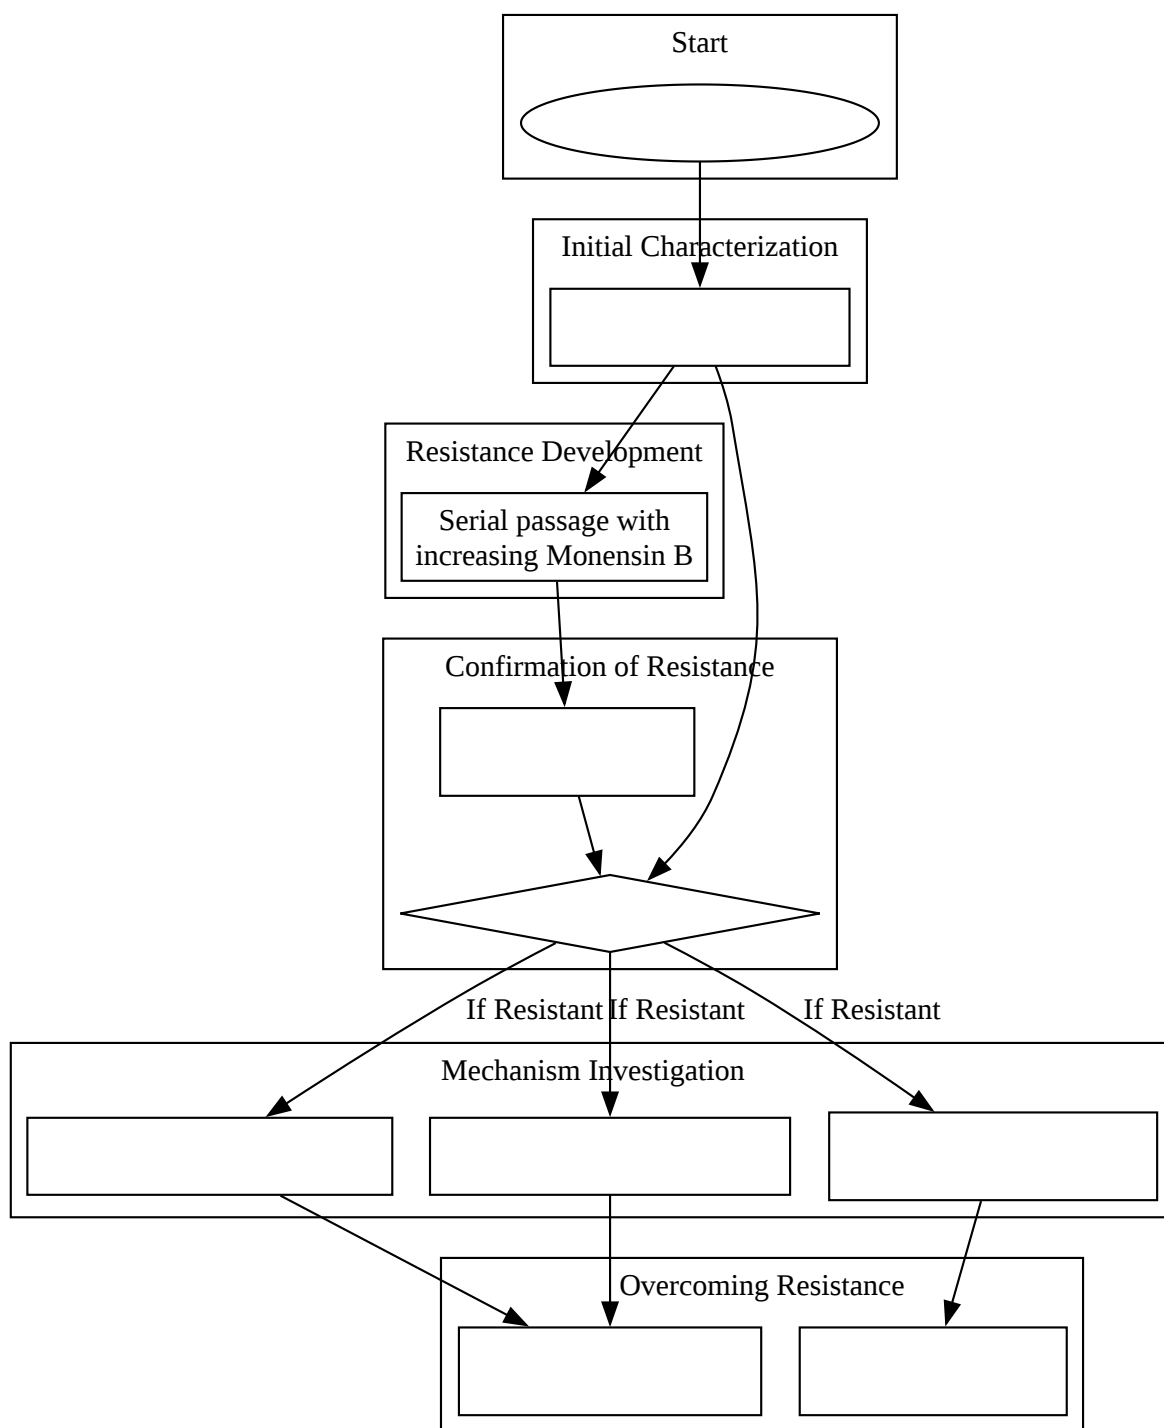 Start
Initial Characterization
Resistance Development
Serial passage with
increasing Monensin B
Confirmation of Resistance
If Resistant
If Resistant
If Resistant
Mechanism Investigation
Overcoming Resistance